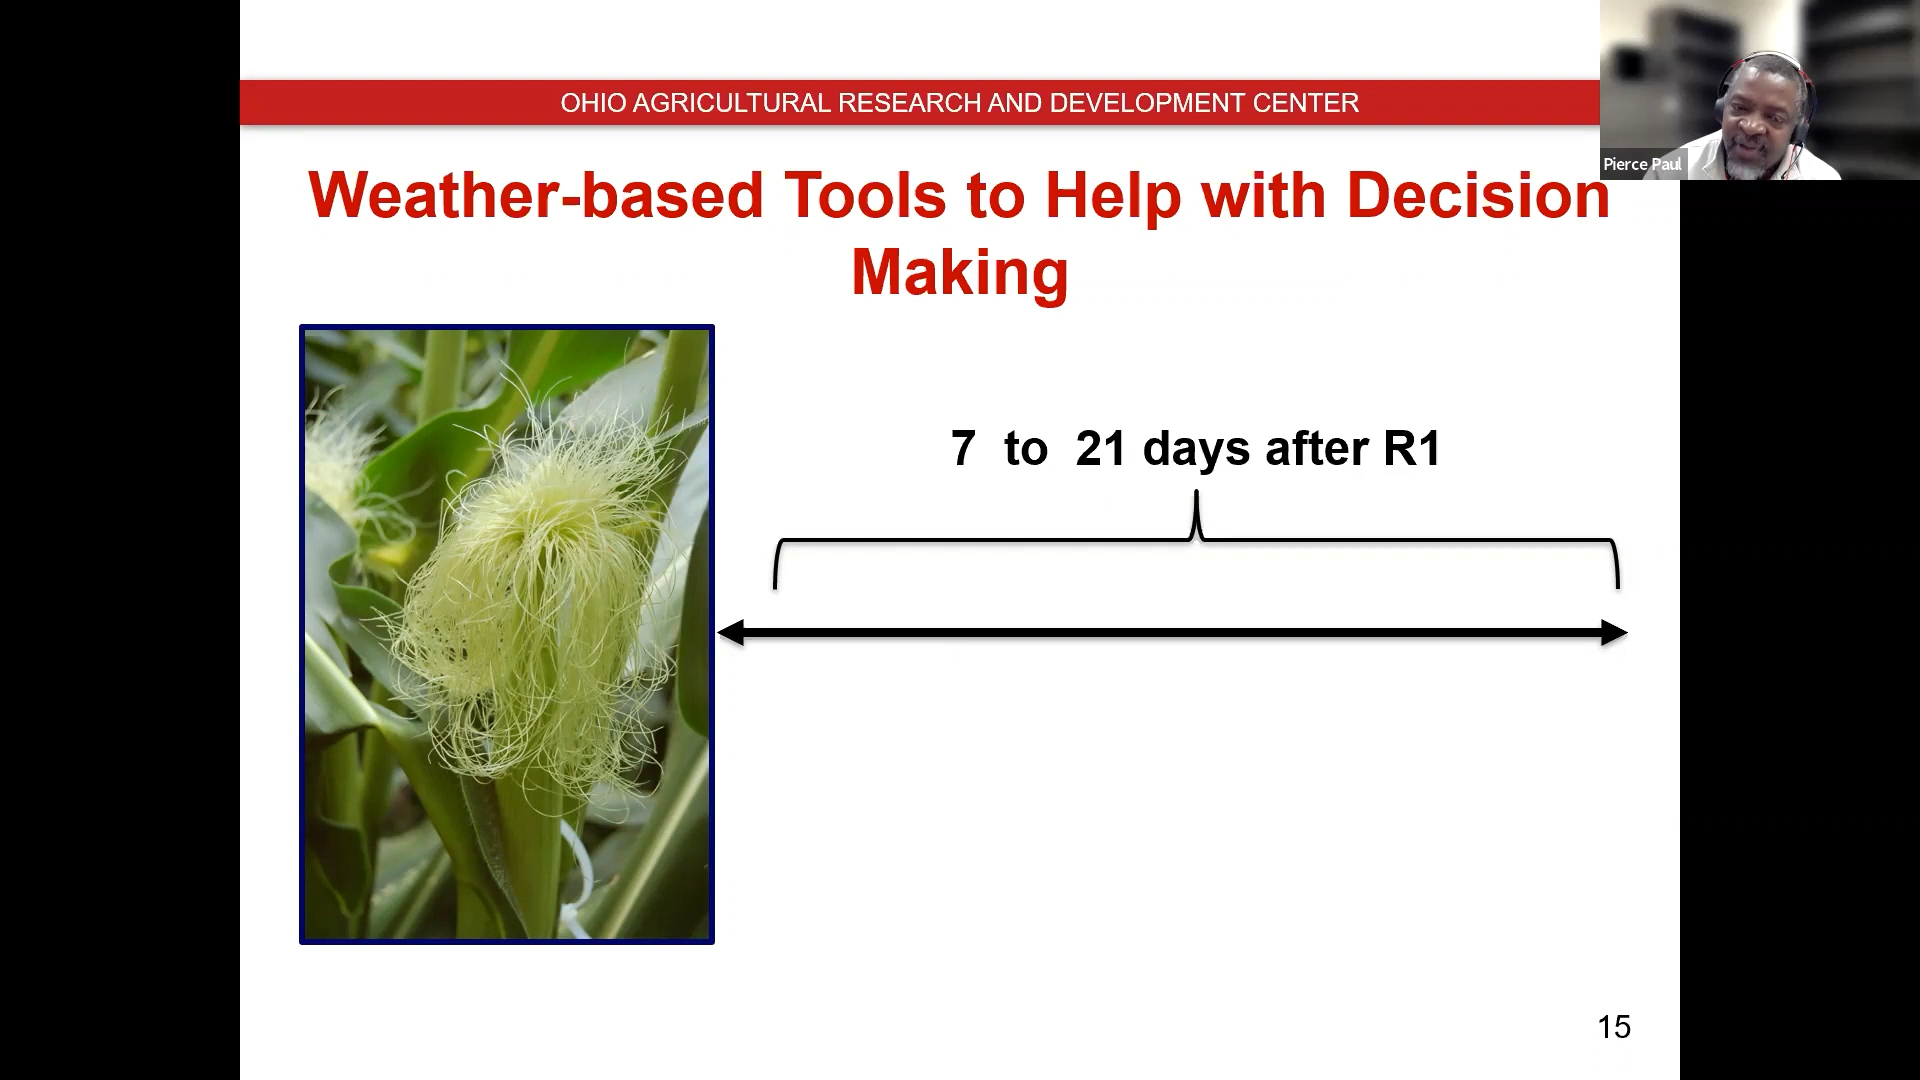 OHIO AGRICULTURAL RESEARCH AND DEVELOPMENT CENTER
Pierce Paul
Weather-based Tools to Help with Decision
Making
7 to 21 days after R1
15